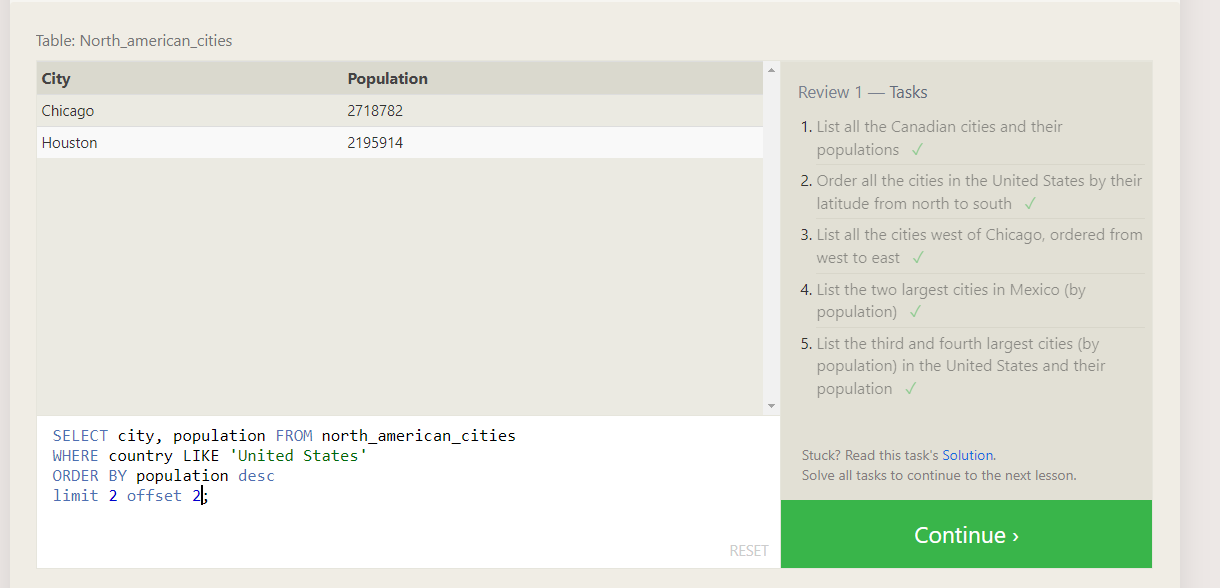 Table: North_american_cities
City Population
Chicago 2718782
Houston 2195914
SELECT city, population FROM north_american_cities
WHERE country LIKE 'United States'
ORDER BY population desc
limit 2 offset 2;
RESET
Review 1 — Tasks
1. List all the Canadian cities and their
populations ✓
2. Order all the cities in the United States by their
latitude from north to south ✓
3. List all the cities west of Chicago, ordered from
west to east ✓
4. List the two largest cities in Mexico (by
population) ✓
5. List the third and fourth largest cities (by
population) in the United States and their
population ✓
Stuck? Read this task's Solution.
Solve all tasks to continue to the next lesson.
Continue ›